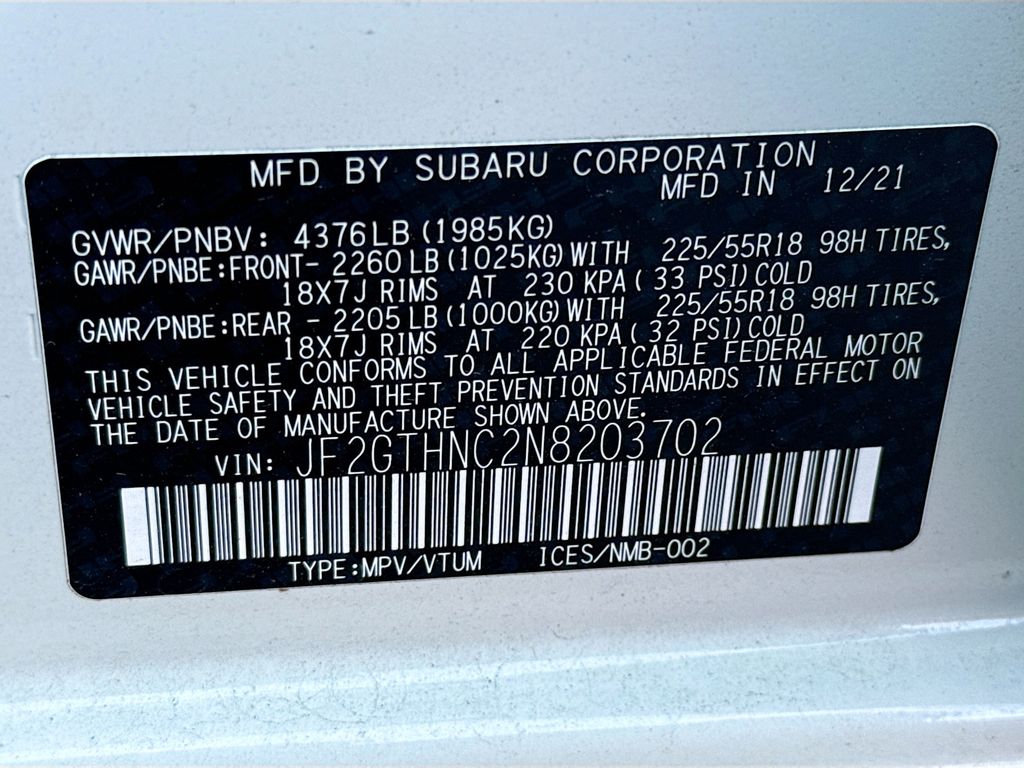 MFD BY SUBARU CORPORATION
MFD IN 12/21
GVWR/PNBV: 4376LB (1985KG)
GAWR/PNBE:FRONT- 2260 LB (1025KG) WITH 225/55R18 98H TIRES,
18X7J RIMS AT 230 KPA ( 33 PSI) COLD
GAWR/PNBE:REAR - 2205 LB (1000KG) WITH 225/55R18 98H TIRES,
18X7J RIMS AT 220 KPA ( 32 PSI) COLD
THIS VEHICLE CONFORMS TO ALL APPLICABLE FEDERAL MOTOR
VEHICLE SAFETY AND THEFT PREVENTION STANDARDS IN EFFECT ON
THE DATE OF MANUFACTURE SHOWN ABOVE.
VIN: JF2GTHNC2N8203702
TYPE:MPV/VTUM ICES/NMB-002